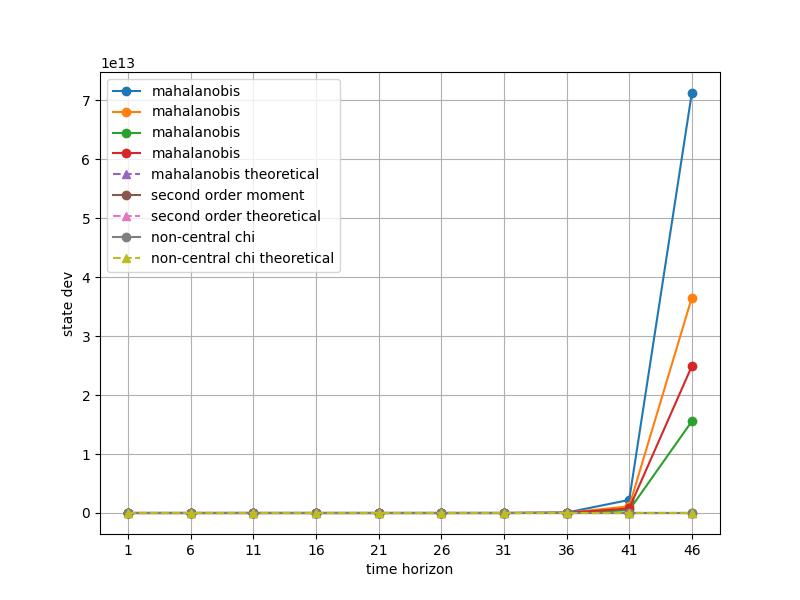 1e13
7
6
5
4
3
2
1
0
state dev
mahalanobis
mahalanobis
mahalanobis
mahalanobis
mahalanobis theoretical
second order moment
second order theoretical
non-central chi
non-central chi theoretical
1 6 11 16 21 26 31 36 41 46
time horizon